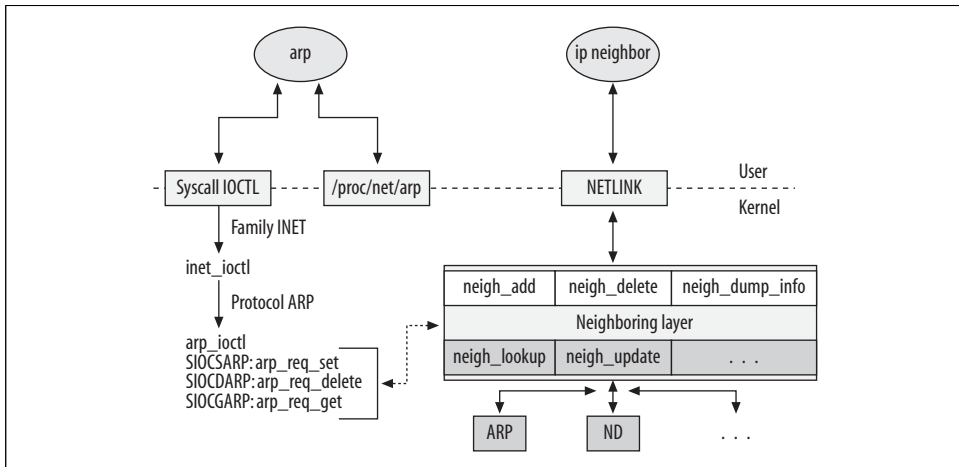 arp
ip neighbor
Syscall IOCTL
/proc/net/arp
NETLINK
User
Kernel
Family INET
inet_ioctl
Protocol ARP
arp_ioctl
SIOCSARP: arp_req_set
SIOCDARP: arp_req_delete
SIOCGARP: arp_req_get
neigh_add
neigh_delete
neigh_dump_info
Neighboring layer
neigh_lookup
neigh_update
. . .
ARP
ND
. . .